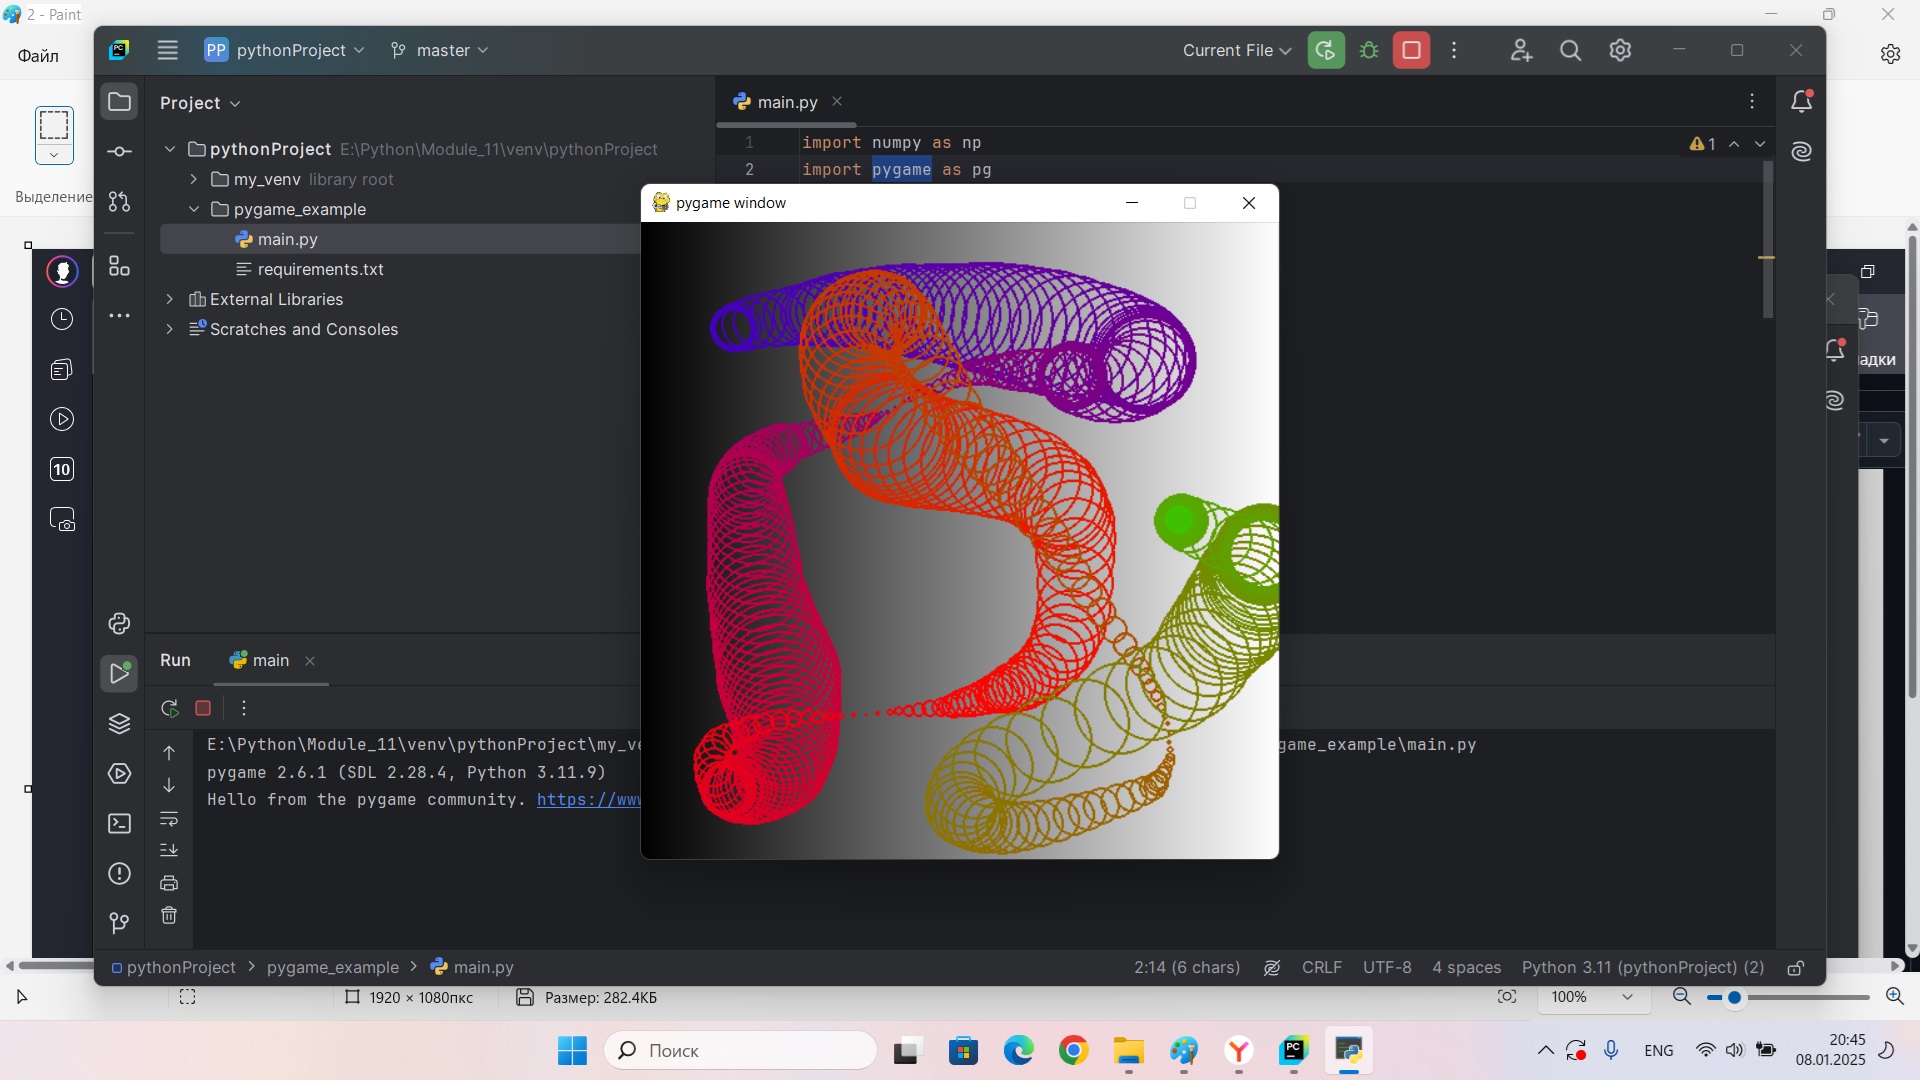 2 - Paint
Файл
PP pythonProject
master
Current File
Выделение
Project
main.py
pythonProject E:\Python\Module_11\venv\pythonProject
my_venv library root
pygame_example
main.py
requirements.txt
External Libraries
Scratches and Consoles
1 import numpy as np
2 import pygame as pg
1
pygame window
10
Run
main
E:\Python\Module_11\venv\pythonProject\my_
game_example\main.py
pygame 2.6.1 (SDL 2.28.4, Python 3.11.9)
Hello from the pygame community. https://ww
адки
pythonProject > pygame_example > main.py
2:14 (6 chars)
CRLF
UTF-8
4 spaces
Python 3.11 (pythonProject) (2)
1920 × 1080пкс
Размер: 282.4КБ
100%
Поиск
PC
ENG
20:45
08.01.2025